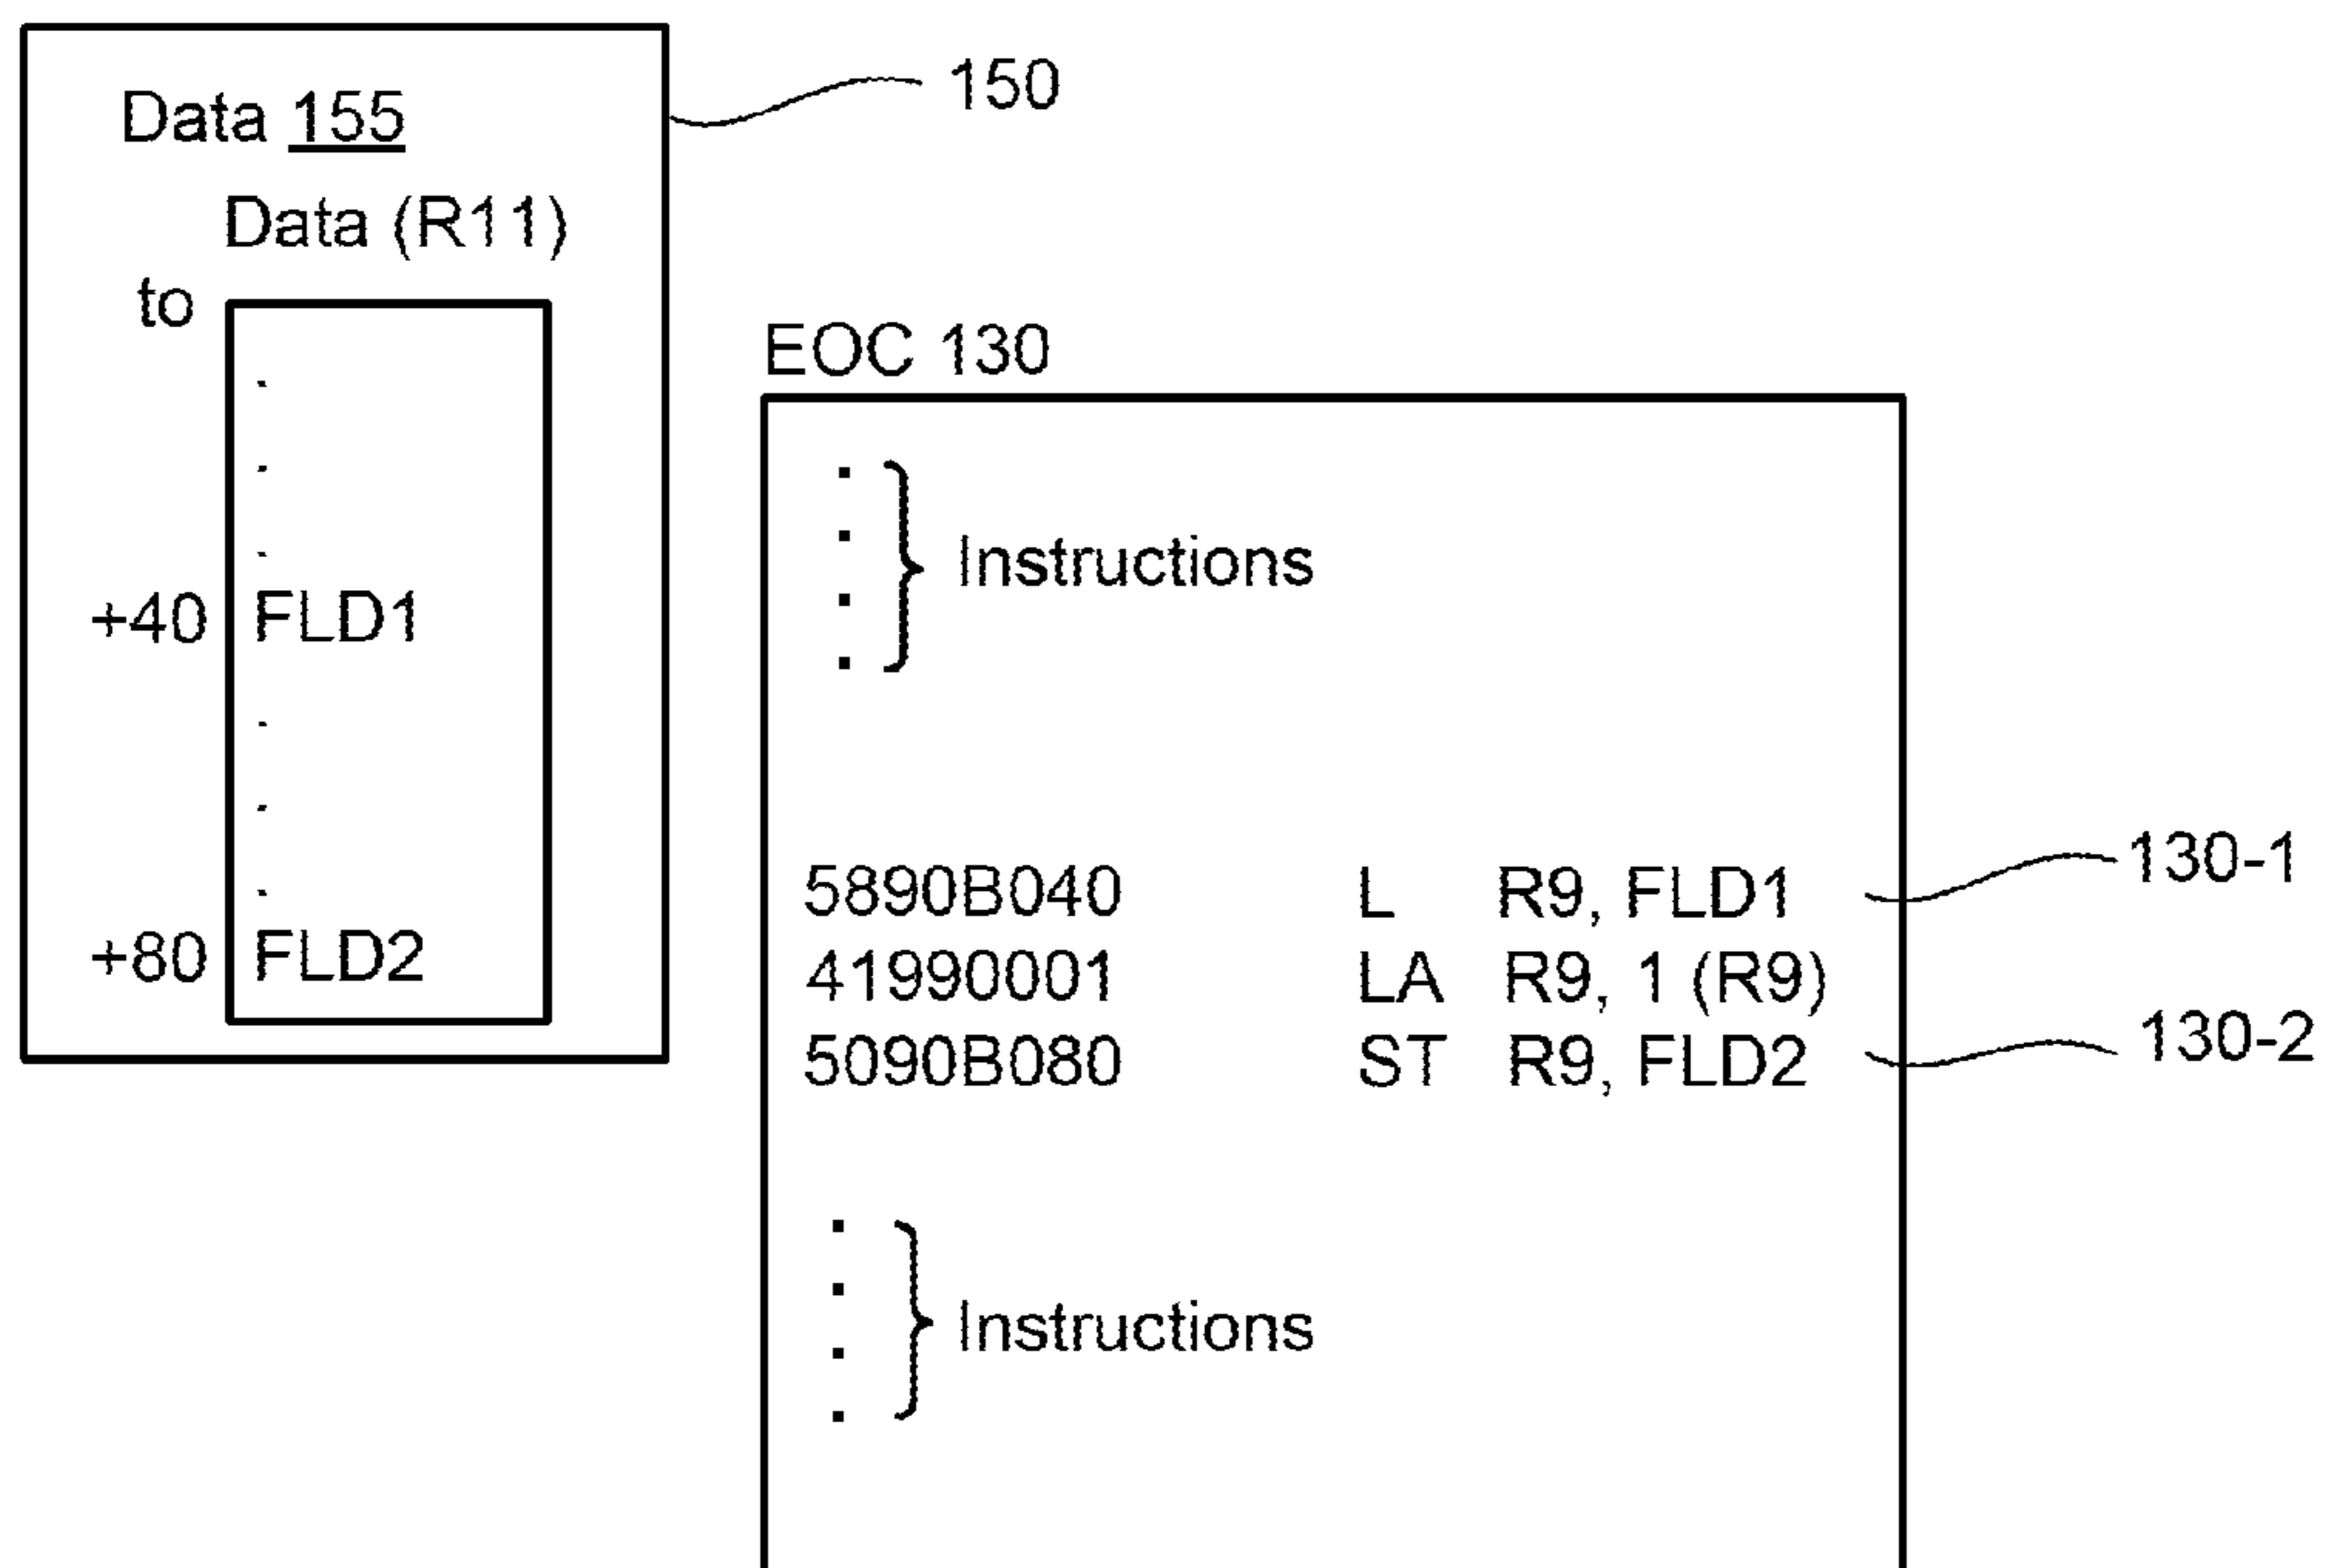 Data 155
150
Data (R11)
to
+40 FLD1
+80 FLD2
EOC 130
Instructions
5890B040 L R9, FLD1
130-1
41990001 LA R9, 1 (R9)
5090B080 ST R9, FLD2
130-2
Instructions